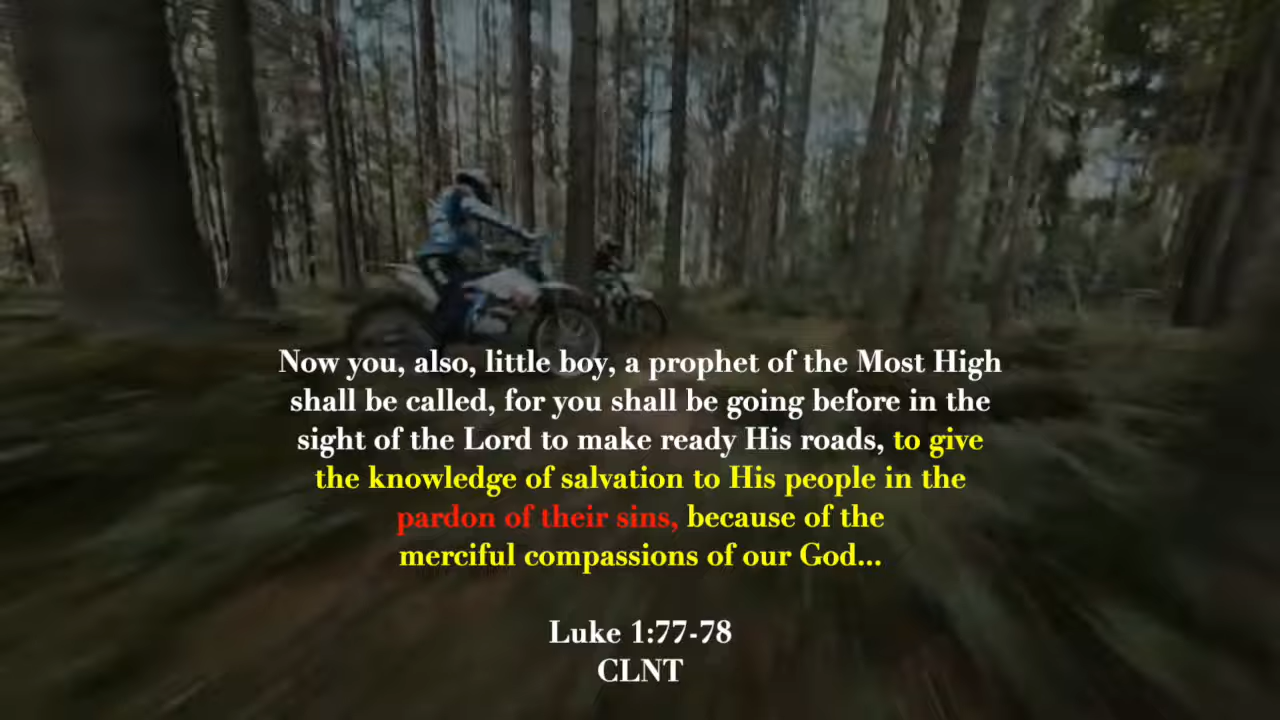 Now you, also, little boy, a prophet of the Most High
shall be called, for you shall be going before in the
sight of the Lord to make ready His roads, to give
the knowledge of salvation to His people in the
pardon of their sins, because of the
merciful compassions of our God...
Luke 1:77-78
CLNT